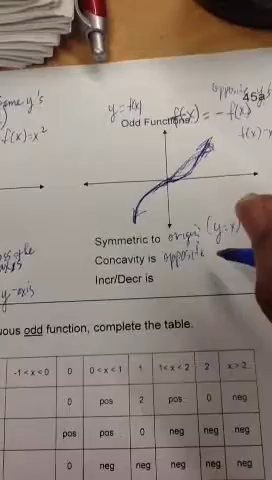 same y's
opposite y's
45a
y = f(x)
f(-x) = -f(x)
Odd Functions
f(x)=x²
Symmetric to origin (y=x)
Concavity is opposite
Incr/Decr is
y-axis
uous odd function, complete the table.
-1 < x < 0 0 0 < x < 1 1 1 < x < 2 2 x > 2
0 pos 2 pos 0 neg
pos pos 0 neg neg neg
0 neg neg neg neg neg